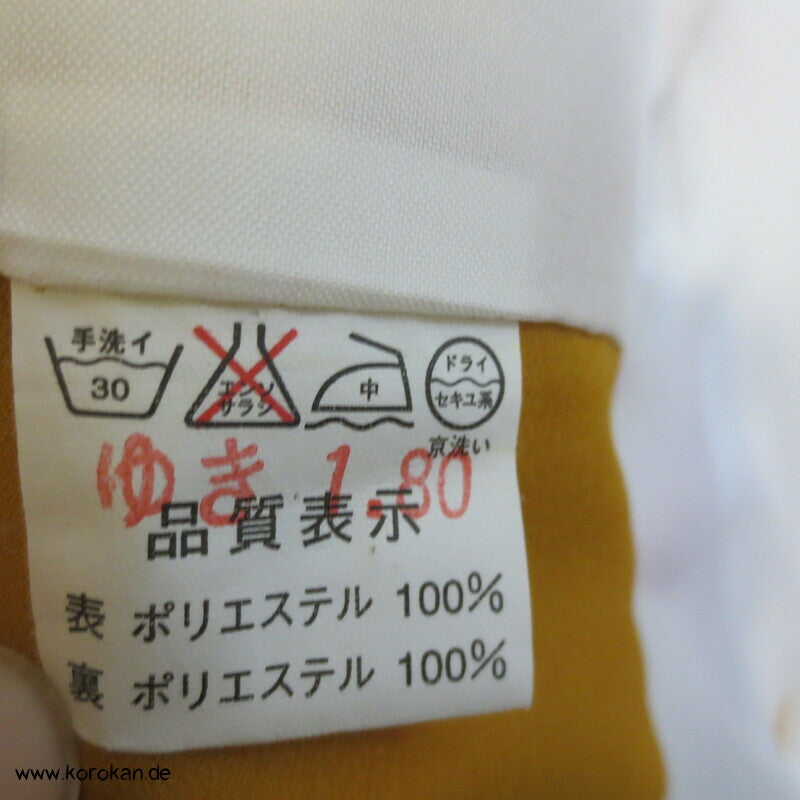 手洗イ
30
エンソ
サラシ
中
ドライ
セキユ系
京洗い
ゆき 1.80
品質表示
表 ポリエステル 100%
裏 ポリエステル 100%
www.korokan.de